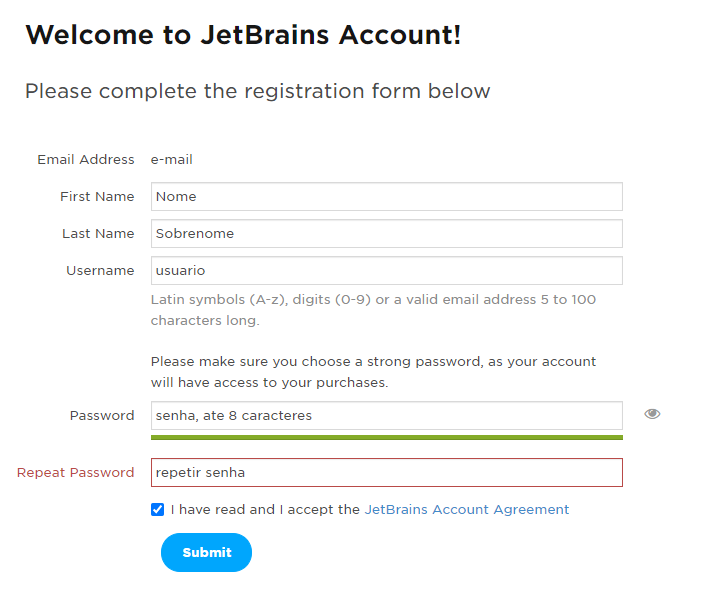 Welcome to JetBrains Account!
Please complete the registration form below
Email Address e-mail
First Name Nome
Last Name Sobrenome
Username usuario
Latin symbols (A-z), digits (0-9) or a valid email address 5 to 100
characters long.
Please make sure you choose a strong password, as your account
will have access to your purchases.
Password senha, ate 8 caracteres
Repeat Password repetir senha
I have read and I accept the JetBrains Account Agreement
Submit